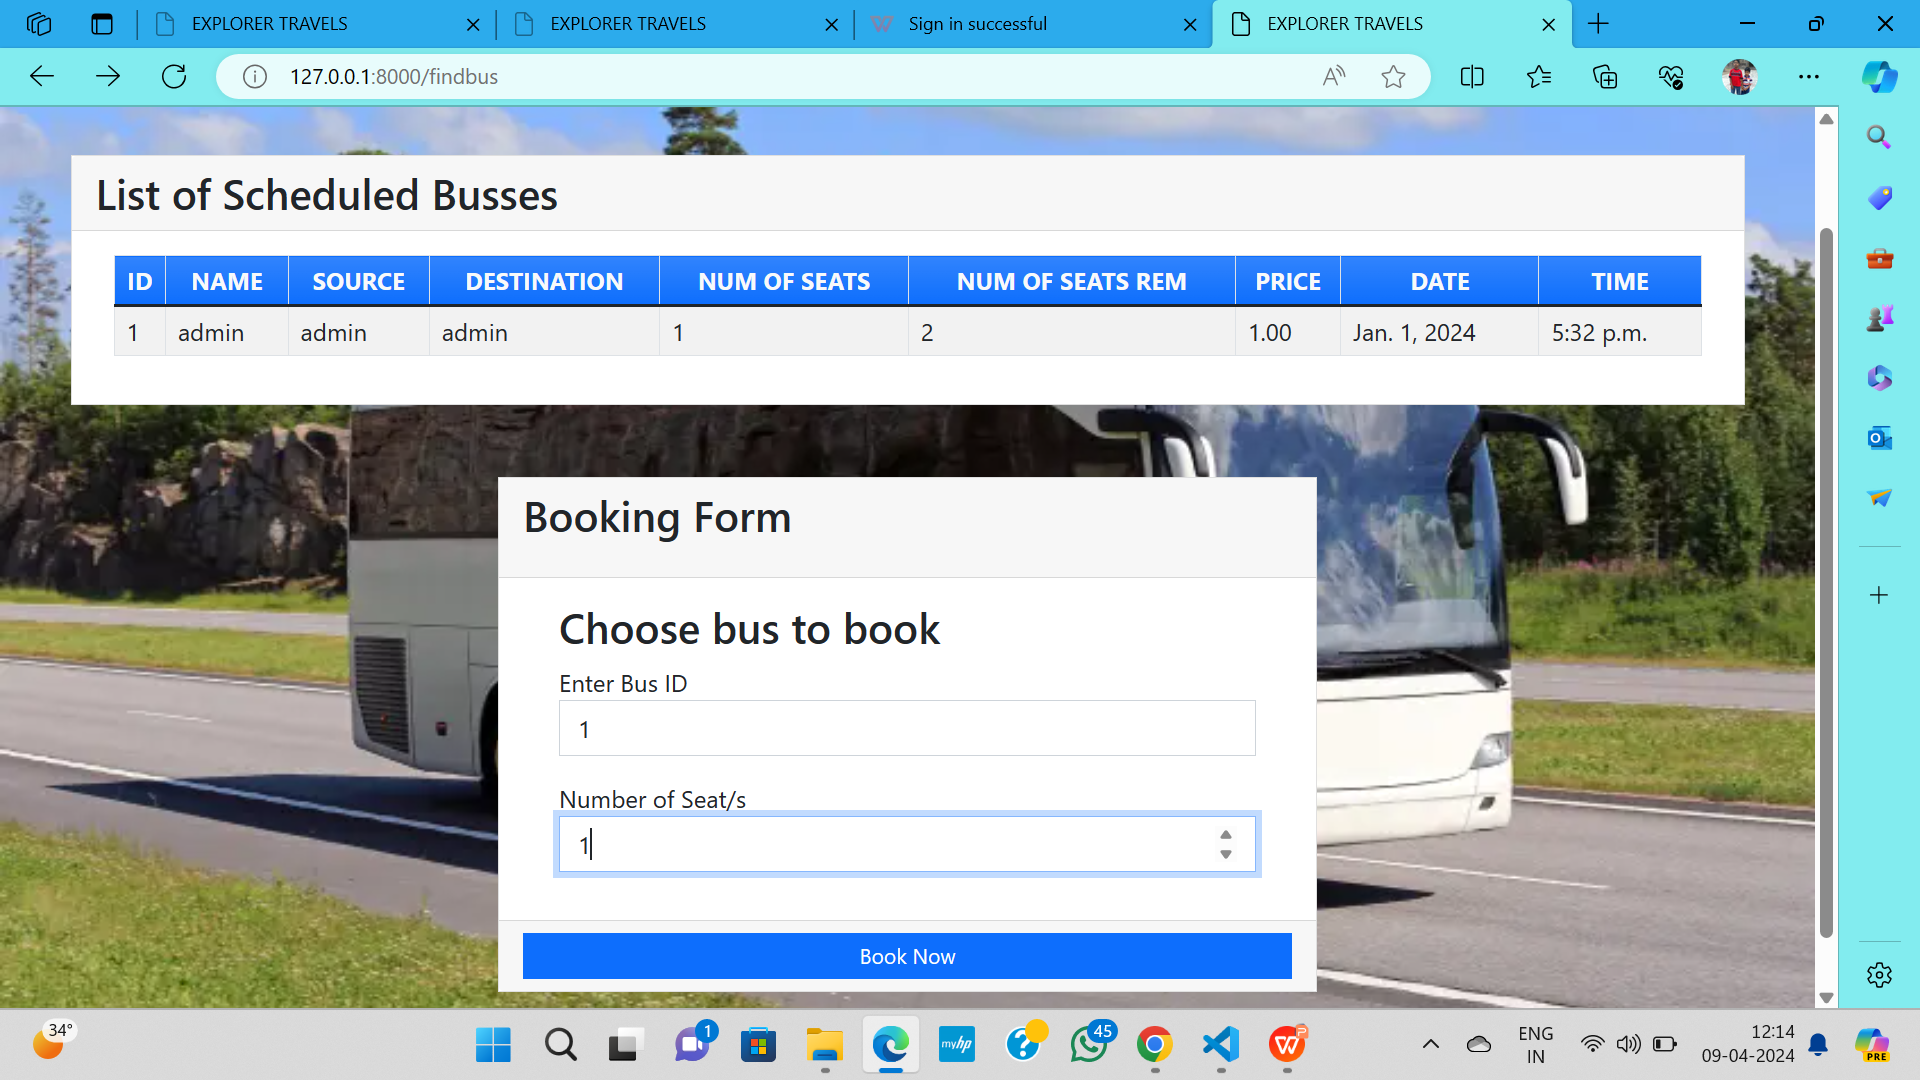 EXPLORER TRAVELS
EXPLORER TRAVELS
Sign in successful
EXPLORER TRAVELS
127.0.0.1:8000/findbus
List of Scheduled Busses
ID NAME SOURCE DESTINATION NUM OF SEATS NUM OF SEATS REM PRICE DATE TIME
1 admin admin admin 1 2 1.00 Jan. 1, 2024 5:32 p.m.
Booking Form
Choose bus to book
Enter Bus ID
1
Number of Seat/s
1
Book Now
34°
1
myhp
45
ENG
IN
12:14
09-04-2024
PRE